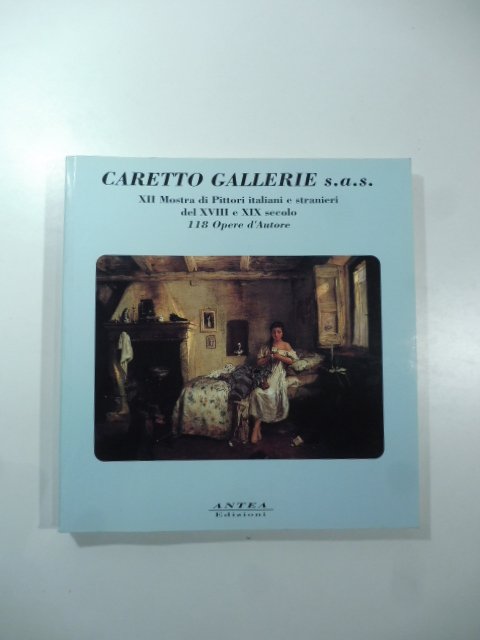 CARETTO GALLERIE s.a.s.
XII Mostra di Pittori italiani e stranieri
del XVIII e XIX secolo
118 Opere d'Autore
ANTEA
Edizioni